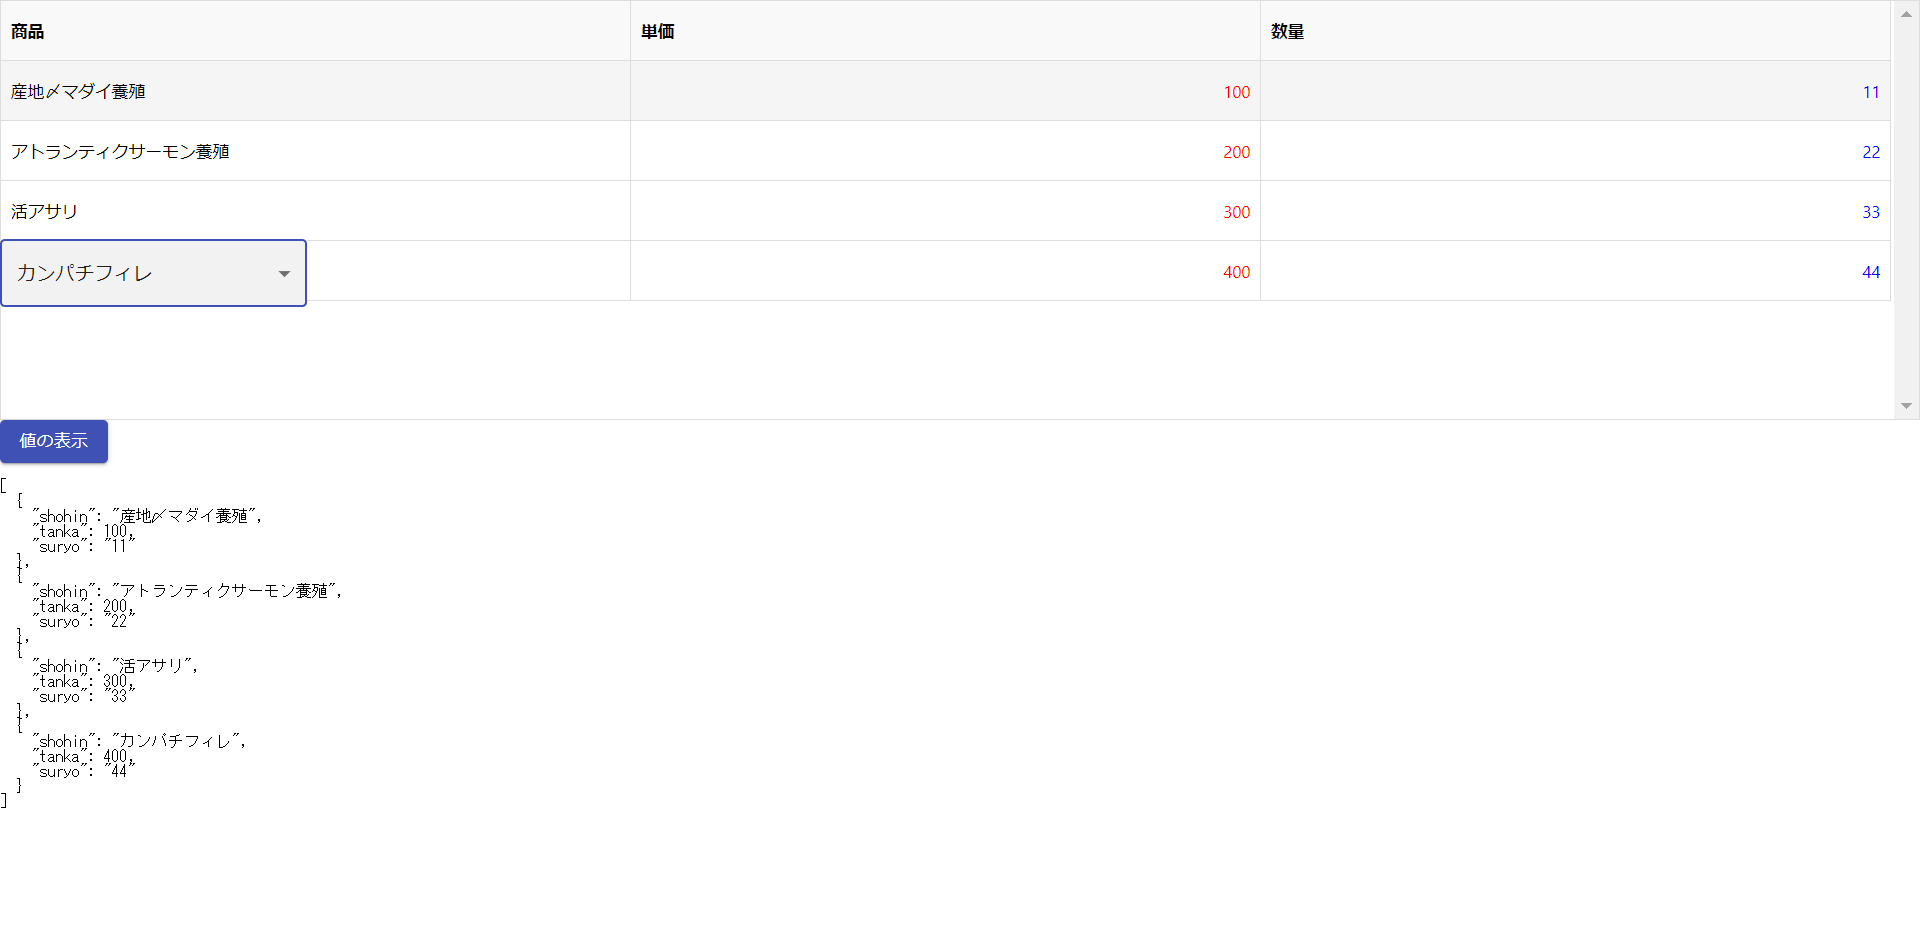 商品 単価 数量
産地〆マダイ養殖 100 11
アトランティクサーモン養殖 200 22
活アサリ 300 33
カンパチフィレ 400 44
値の表示
[
  {
    "shohin": "産地〆マダイ養殖",
    "tanka": 100,
    "suryo": "11"
  },
  {
    "shohin": "アトランティクサーモン養殖",
    "tanka": 200,
    "suryo": "22"
  },
  {
    "shohin": "活アサリ",
    "tanka": 300,
    "suryo": "33"
  },
  {
    "shohin": "カンパチフィレ",
    "tanka": 400,
    "suryo": "44"
  }
]